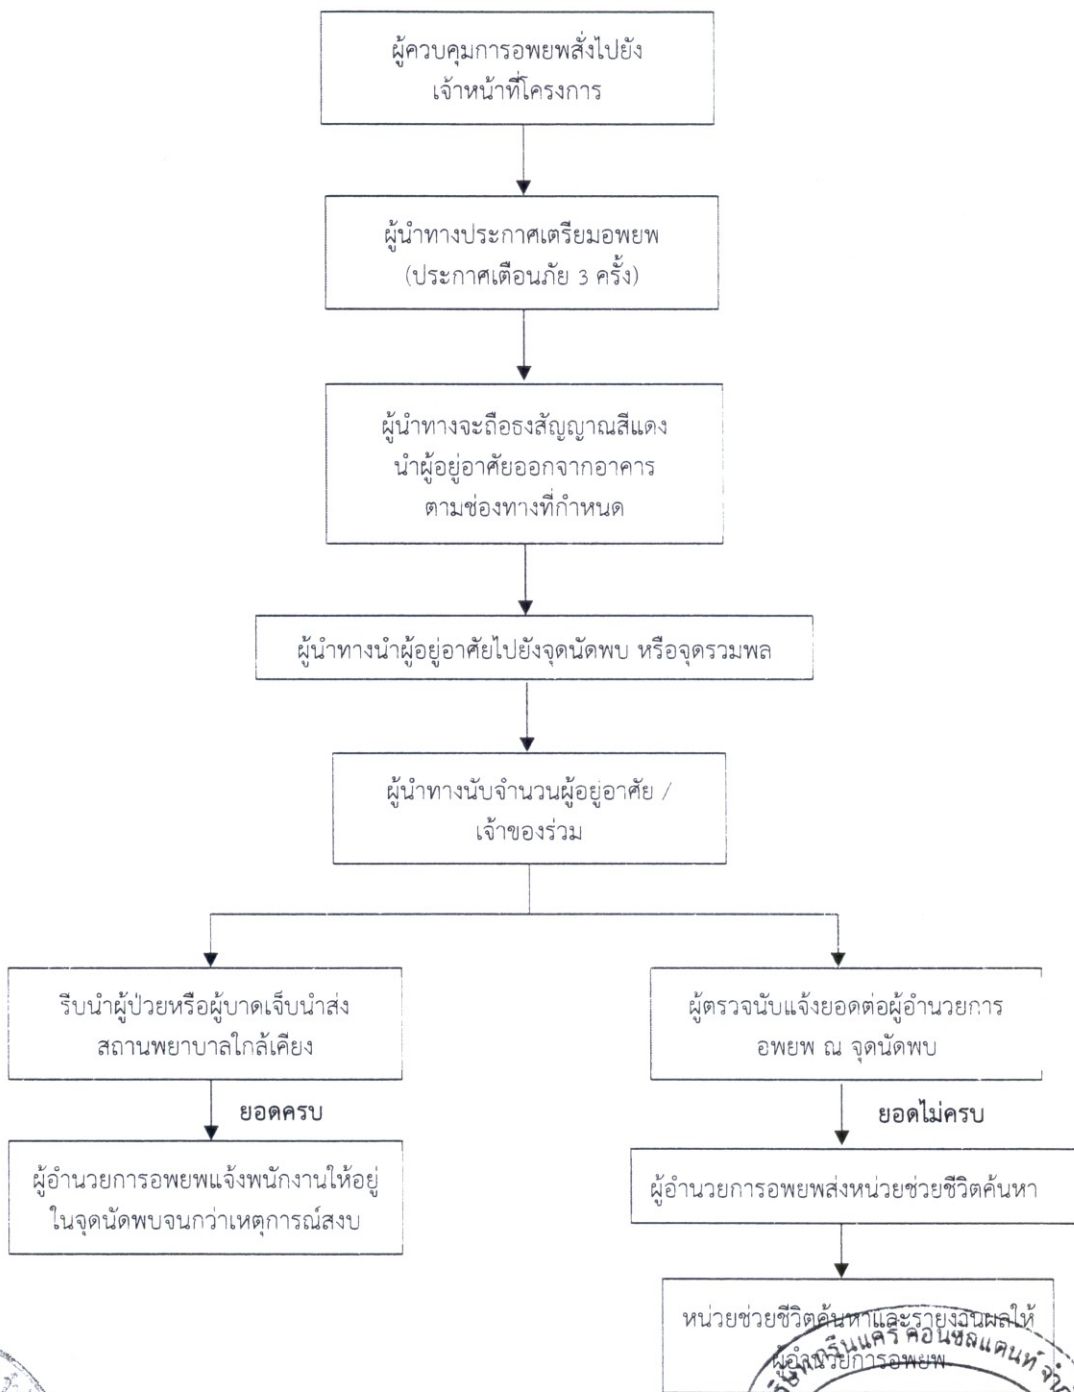 ผู้ควบคุมการอพยพสั่งไปยัง
เจ้าหน้าที่โครงการ
ผู้นำทางประกาศเตรียมอพยพ
(ประกาศเตือนภัย 3 ครั้ง)
ผู้นำทางจะถือธงสัญญาณสีแดง
นำผู้อยู่อาศัยออกจากอาคาร
ตามช่องทางที่กำหนด
ผู้นำทางนำผู้อยู่อาศัยไปยังจุดนัดพบ หรือจุดรวมพล
ผู้นำทางนับจำนวนผู้อยู่อาศัย /
เจ้าของร่วม
รีบนำผู้ป่วยหรือผู้บาดเจ็บนำส่ง
สถานพยาบาลใกล้เคียง
ยอดครบ
ผู้อำนวยการอพยพแจ้งพนักงานให้อยู่
ในจุดนัดพบจนกว่าเหตุการณ์สงบ
ผู้ตรวจนับแจ้งยอดต่อผู้อำนวยการ
อพยพ ณ จุดนัดพบ
ยอดไม่ครบ
ผู้อำนวยการอพยพส่งหน่วยช่วยชีวิตค้นหา
หน่วยช่วยชีวิตค้นหาและรายงานผลให้
ผู้อำนวยการอพยพ
กรีนแคร์ คอนซัลแตนท์